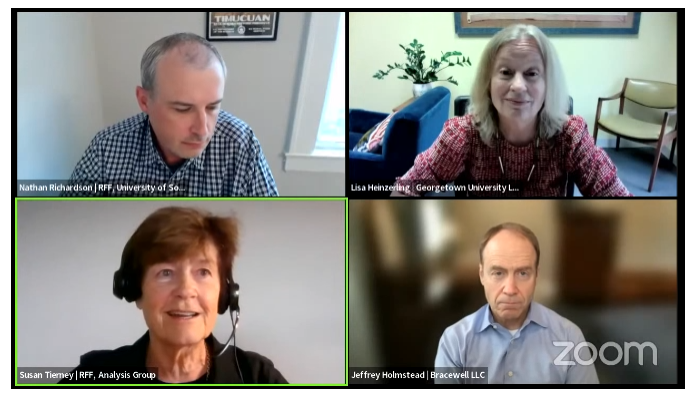 TIMUCUAN
Nathan Richardson | RFF, University of So...
Lisa Heinzerling | Georgetown University L...
Susan Tierney | RFF, Analysis Group
Jeffrey Holmstead | Bracewell LLC
zoom